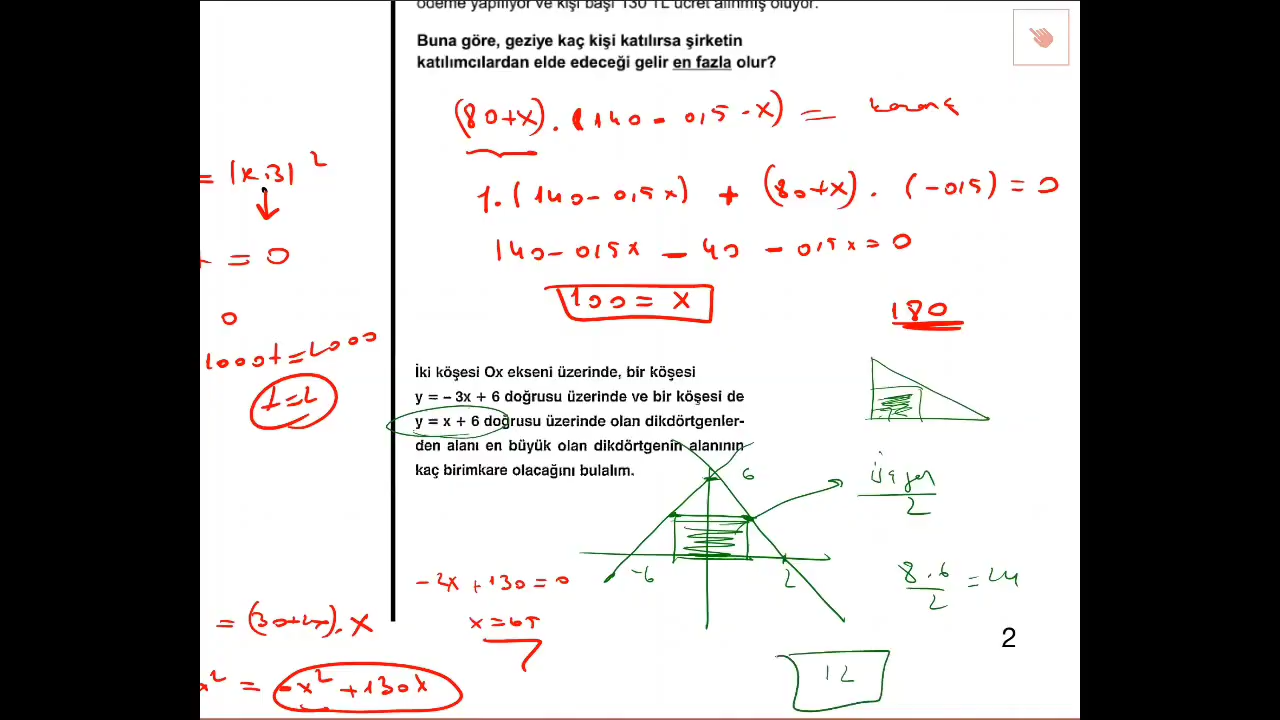 ödeme yapılıyor ve kişi başı 130 TL ücret alınmış oluyor.
Buna göre, geziye kaç kişi katılırsa şirketin
katılımcılardan elde edeceği gelir en fazla olur?
(80+x).(140-0,5.x) =
1.(140-0,5x) + (80+x).(-0,5)=0
140-0,5x-40-0,5x=0
100=x
180
= (x.3)²
= 0
0
1000t=2000
t=2
İki köşesi Ox ekseni üzerinde, bir köşesi
y = – 3x + 6 doğrusu üzerinde ve bir köşesi de
y = x + 6 doğrusu üzerinde olan dikdörtgenler-
den alanı en büyük olan dikdörtgenin alanının
kaç birimkare olacağını bulalım.
6
-6
2
Üçgen
2
8.6
2
=24
12
-2x+130=0
x=65
= (30+2x).x
x² = -x²+130x
2